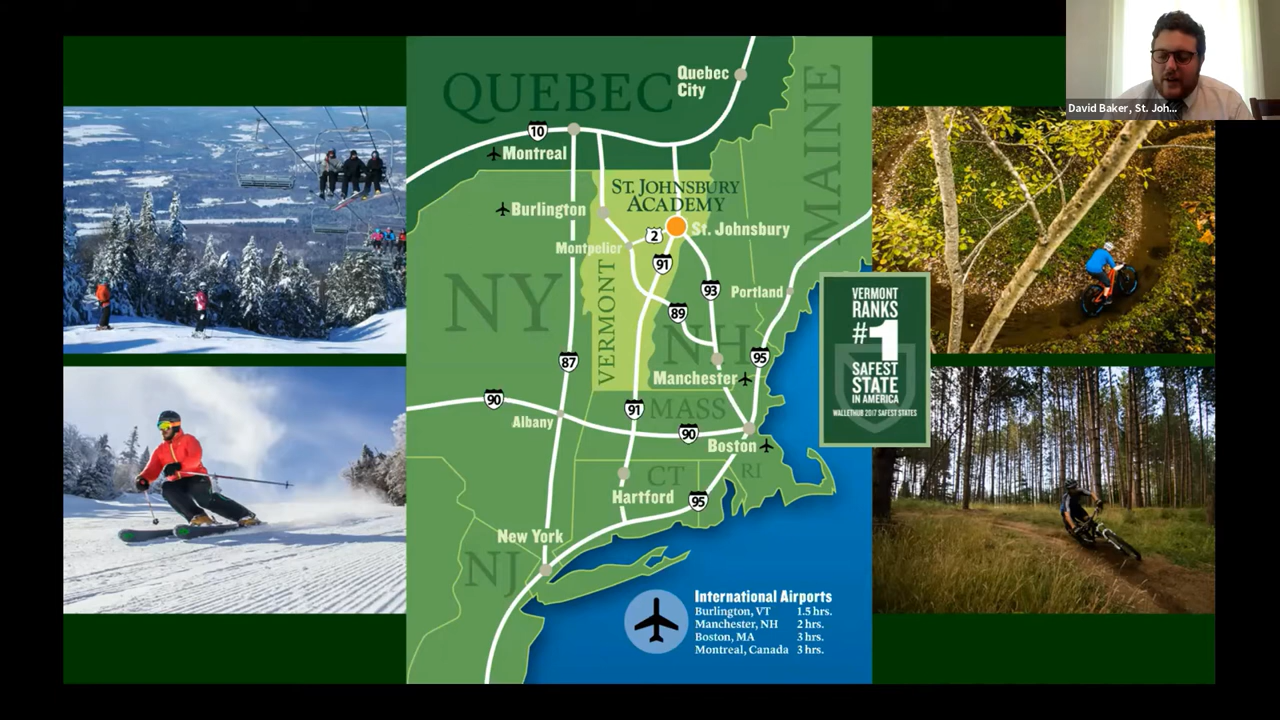 David Baker, St. Joh...
QUEBEC
Quebec
City
MAINE
10
Montreal
ST. JOHNSBURY
ACADEMY
Burlington
2
St. Johnsbury
Montpelier
91
NY
VERMONT
93
Portland
89
NH
87
95
Manchester
90
91
MASS
Albany
90
Boston
CT
RI
Hartford
95
New York
NJ
VERMONT
RANKS
#1
SAFEST
STATE
IN AMERICA
WALLETHUB 2017 SAFEST STATES
International Airports
Burlington, VT 1.5 hrs.
Manchester, NH 2 hrs.
Boston, MA 3 hrs.
Montreal, Canada 3 hrs.